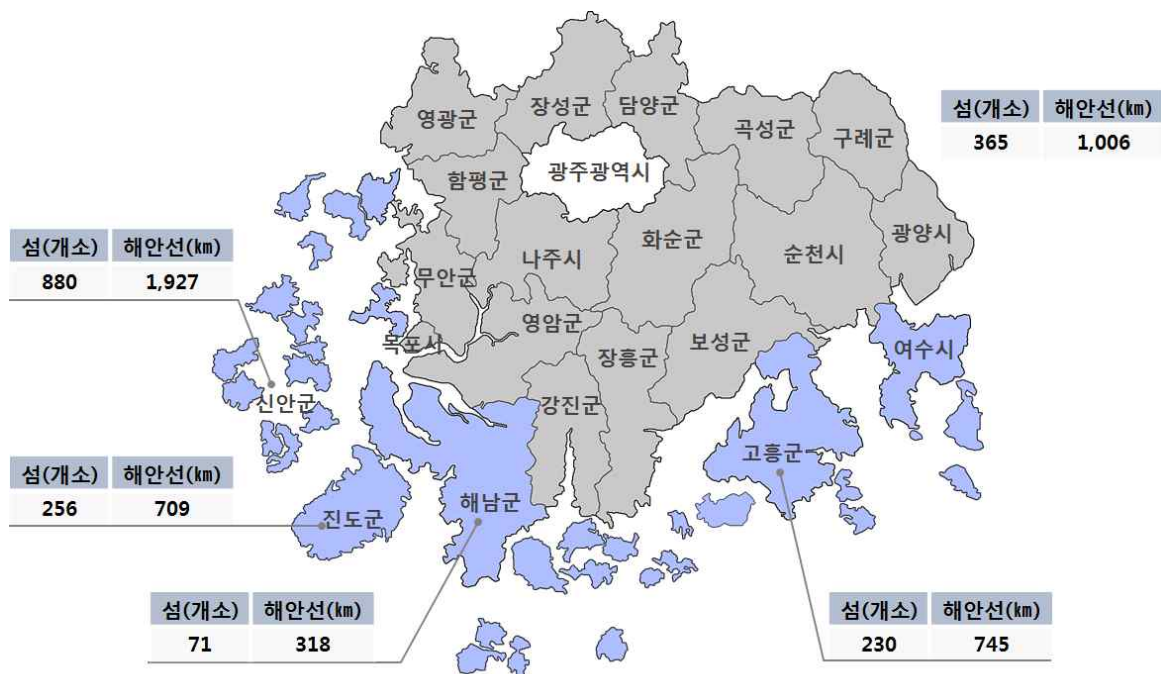 영광군
장성군
담양군
곡성군
구례군
섬(개소) 해안선(㎞)
365 1,006
함평군
광주광역시
화순군
순천시
광양시
섬(개소) 해안선(㎞)
880 1,927
무안군
나주시
목포시
영암군
장흥군
보성군
여수시
신안군
강진군
고흥군
섬(개소) 해안선(㎞)
256 709
진도군
해남군
섬(개소) 해안선(㎞)
71 318
섬(개소) 해안선(㎞)
230 745